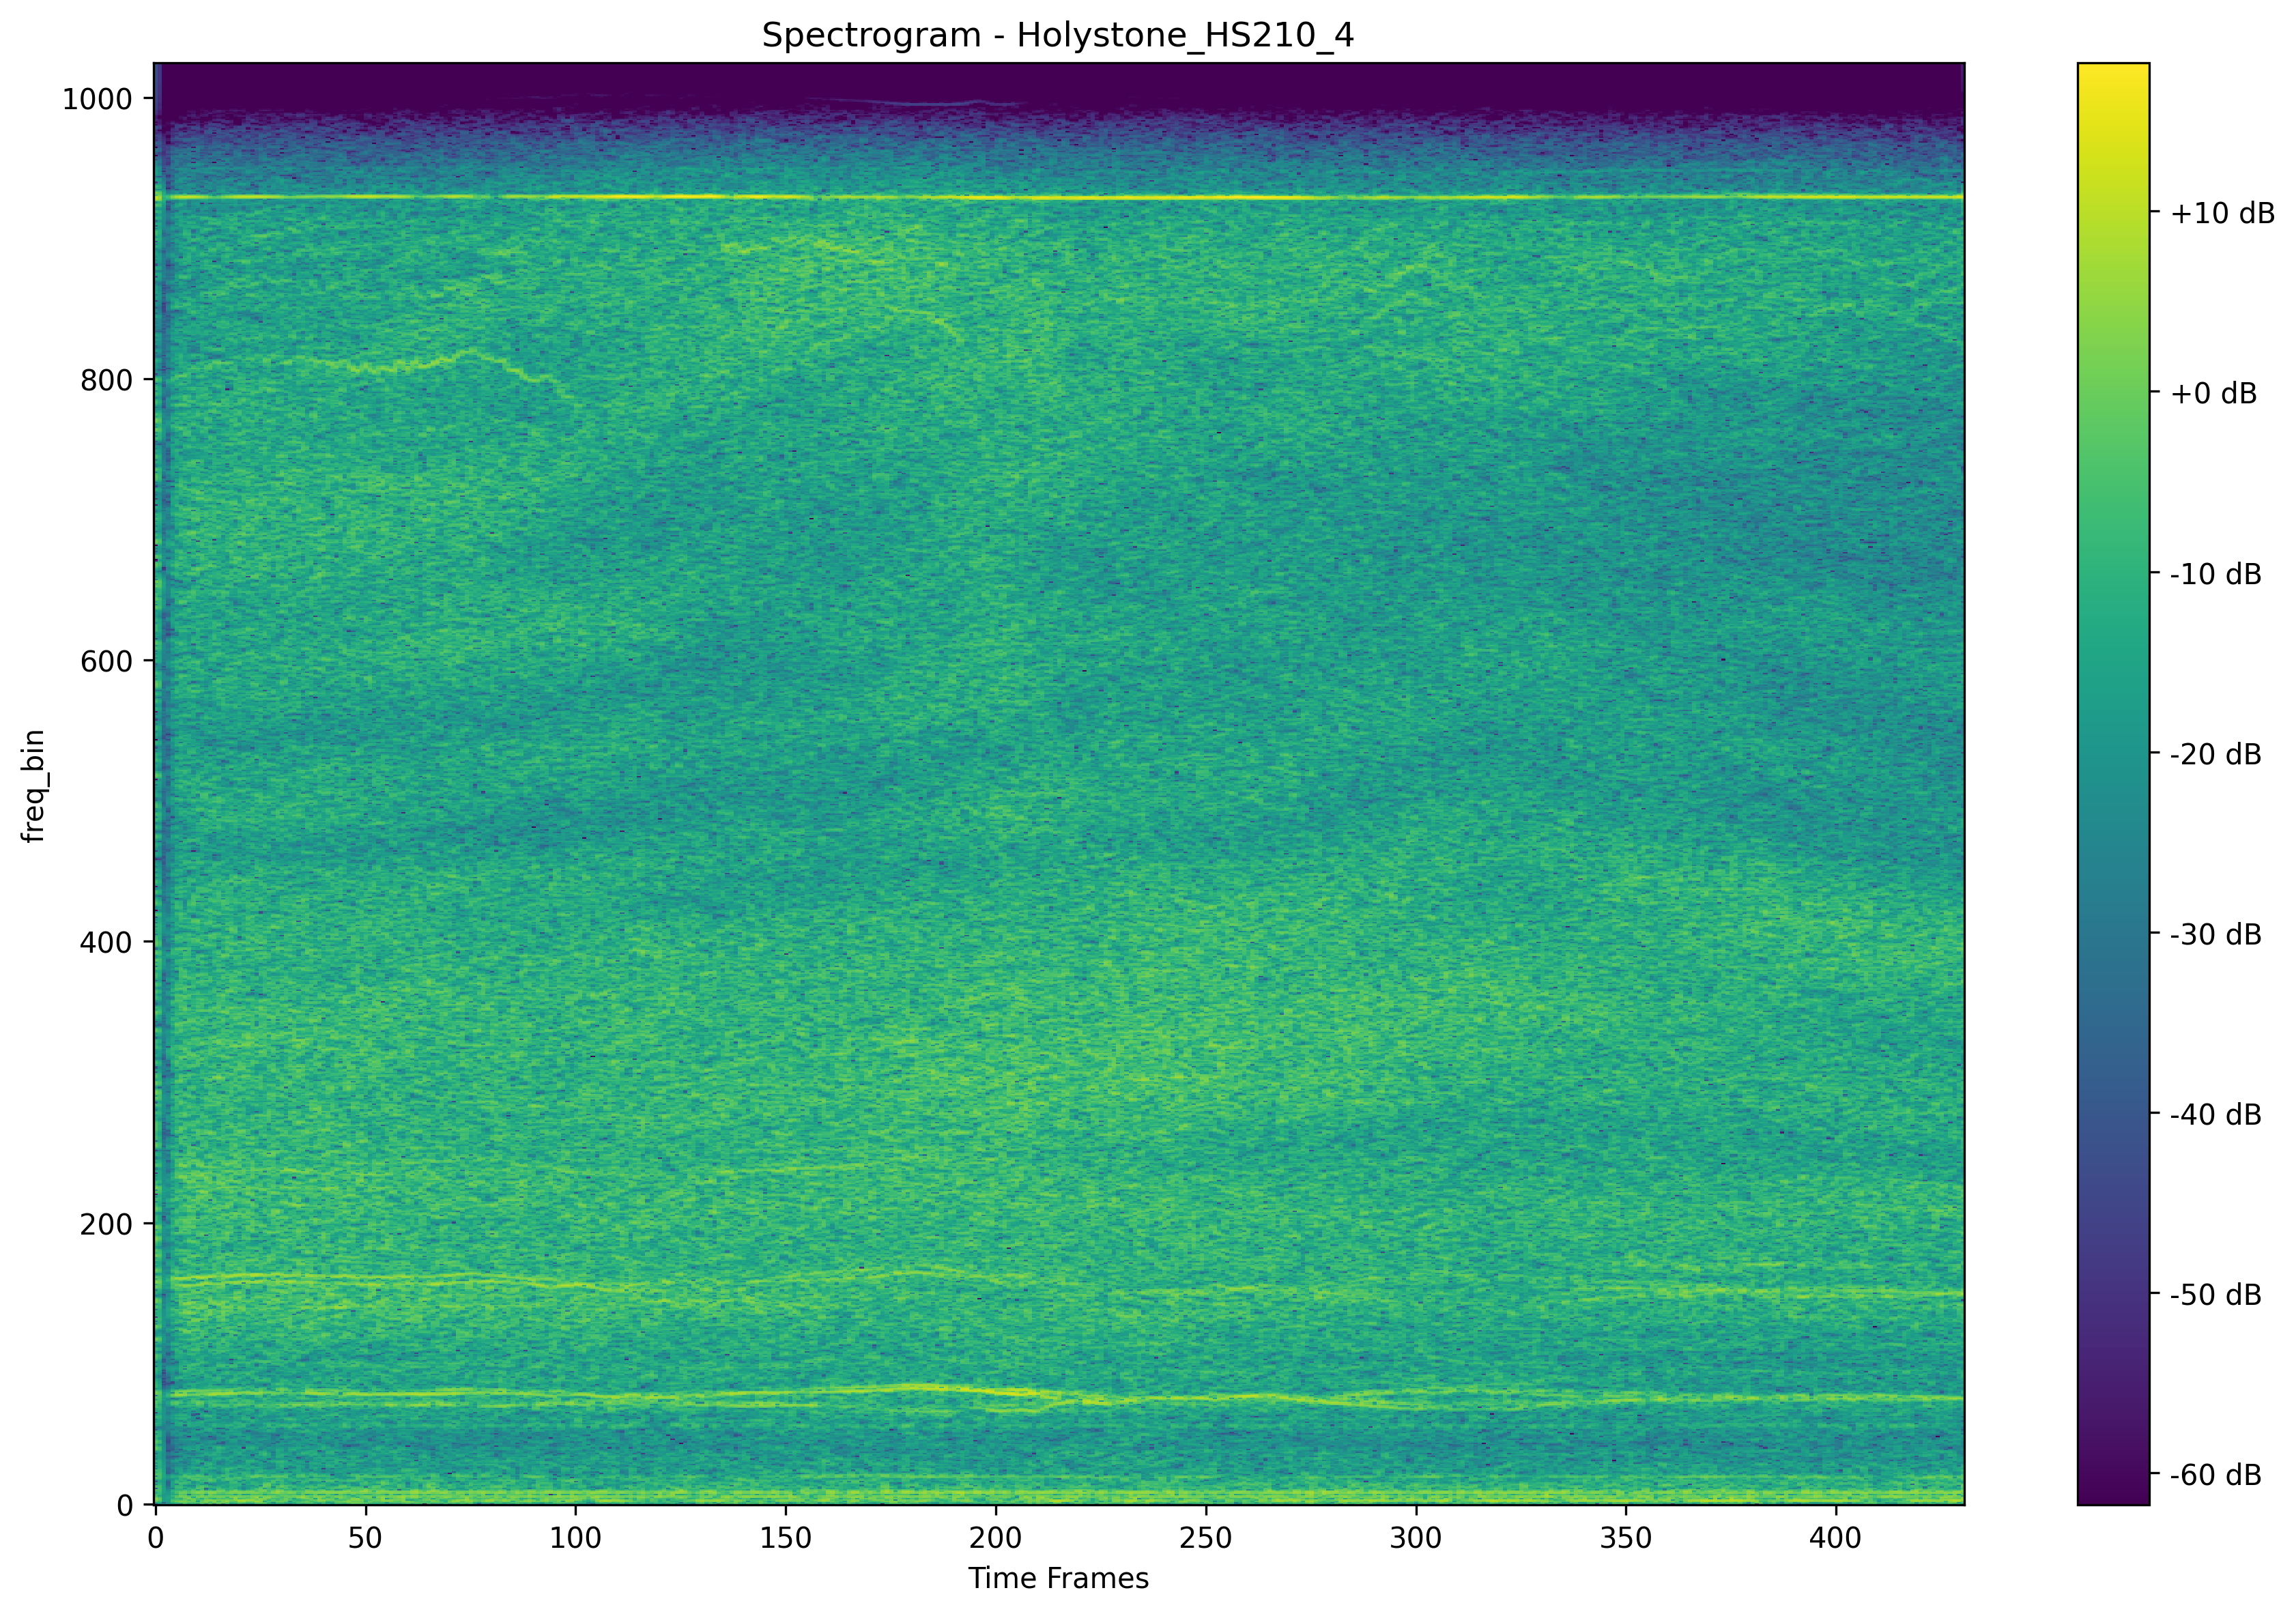 Spectrogram - Holystone_HS210_4
freq_bin
1000
800
600
400
200
0
0 50 100 150 200 250 300 350 400
Time Frames
+10 dB
+0 dB
-10 dB
-20 dB
-30 dB
-40 dB
-50 dB
-60 dB